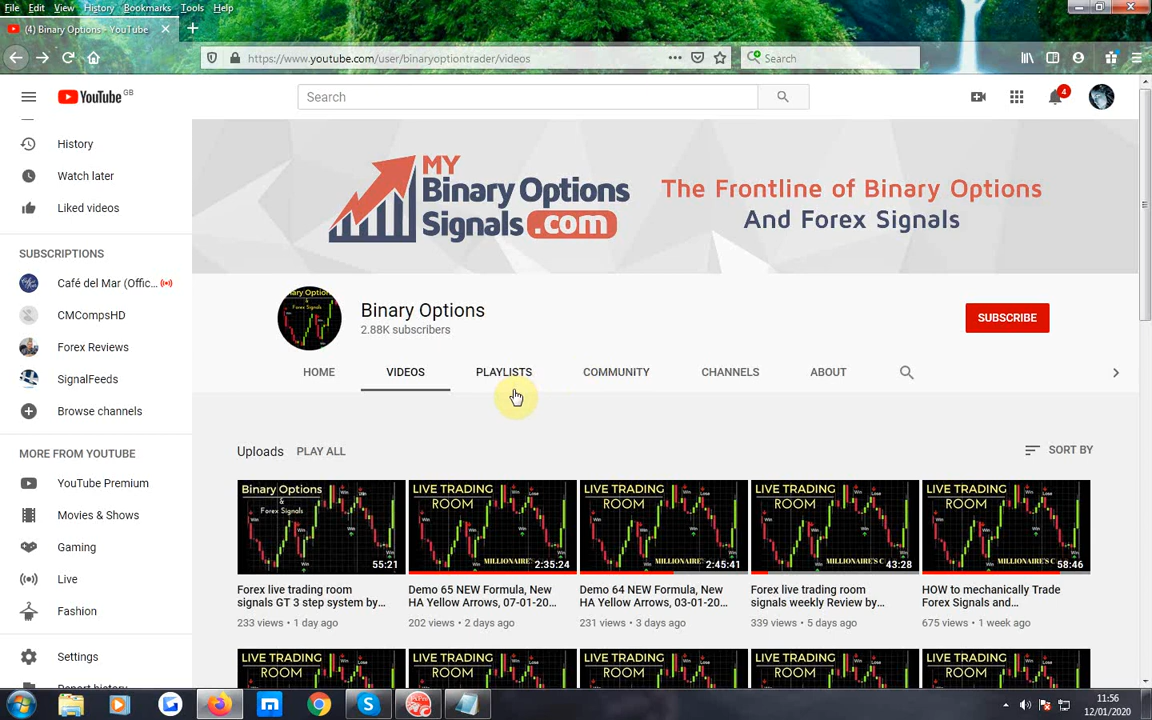 File Edit View History Bookmarks Tools Help
(4) Binary Options - YouTube
https://www.youtube.com/user/binaryoptiontrader/videos
Search
YouTube GB
Search
4
History
Watch later
Liked videos
SUBSCRIPTIONS
Café del Mar (Offic...
CMCompsHD
Forex Reviews
SignalFeeds
Browse channels
MORE FROM YOUTUBE
YouTube Premium
Movies & Shows
Gaming
Live
Fashion
Settings
Report history
MY
Binary Options
Signals .com
The Frontline of Binary Options
And Forex Signals
Binary Options
2.88K subscribers
SUBSCRIBE
HOME VIDEOS PLAYLISTS COMMUNITY CHANNELS ABOUT
Uploads PLAY ALL
SORT BY
Binary Options
&
Forex Signals
55:21
LIVE TRADING
ROOM
2:35:24
LIVE TRADING
ROOM
2:45:41
LIVE TRADING
ROOM
43:28
LIVE TRADING
ROOM
58:46
Forex live trading room
signals GT 3 step system by...
233 views • 1 day ago
Demo 65 NEW Formula, New
HA Yellow Arrows, 07-01-20...
202 views • 2 days ago
Demo 64 NEW Formula, New
HA Yellow Arrows, 03-01-20...
231 views • 3 days ago
Forex live trading room
signals weekly Review by...
339 views • 5 days ago
HOW to mechanically Trade
Forex Signals and...
675 views • 1 week ago
LIVE TRADING
ROOM
LIVE TRADING
ROOM
LIVE TRADING
ROOM
LIVE TRADING
ROOM
LIVE TRADING
ROOM
11:56
12/01/2020